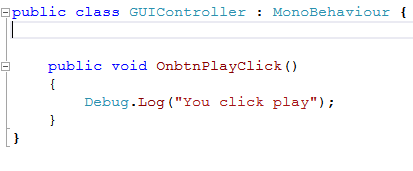 public class GUIController : MonoBehaviour {
public void OnbtnPlayClick()
{
Debug.Log("You click play");
}
}